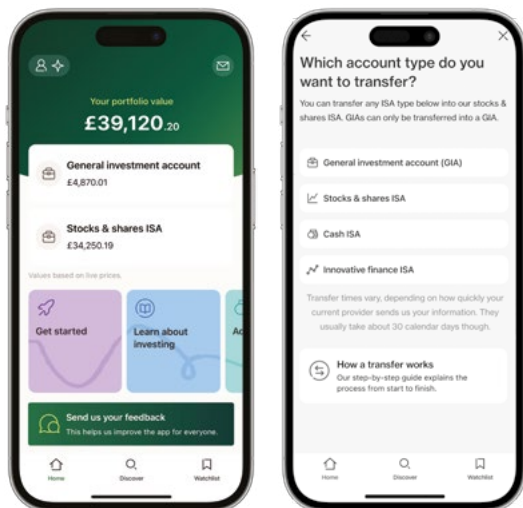 Your portfolio value
£39,120.20
General investment account
£4,870.01
Stocks & shares ISA
£34,250.19
Values based on live prices.
Get started
Learn about
investing
Send us your feedback
This helps us improve the app for everyone.
Home
Discover
Watchlist
Which account type do you
want to transfer?
You can transfer any ISA type below into our stocks &
shares ISA. GIAs can only be transferred into a GIA.
General investment account (GIA)
Stocks & shares ISA
Cash ISA
Innovative finance ISA
Transfer times vary, depending on how quickly your
current provider sends us your information. They
usually take about 30 calendar days though.
How a transfer works
Our step-by-step guide explains the
process from start to finish.
Home
Discover
Watchlist